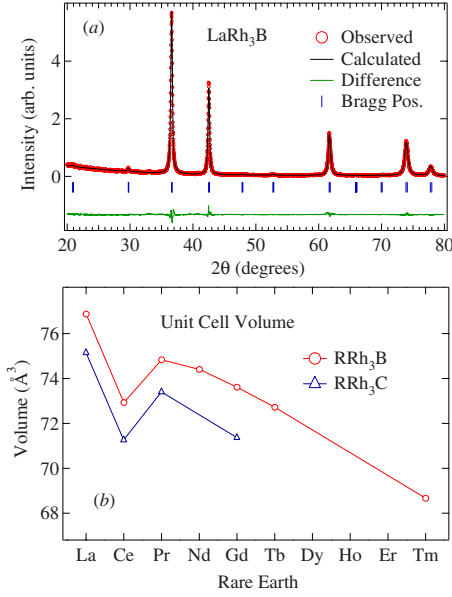 (a)
LaRh₃B
Observed
Calculated
Difference
Bragg Pos.
Intensity (arb. units)
4
2
0
20
30
40
50
60
70
80
2θ (degrees)
Unit Cell Volume
RRh₃B
RRh₃C
Volume (Å³)
76
74
72
70
68
(b)
La
Ce
Pr
Nd
Gd
Tb
Dy
Ho
Er
Tm
Rare Earth